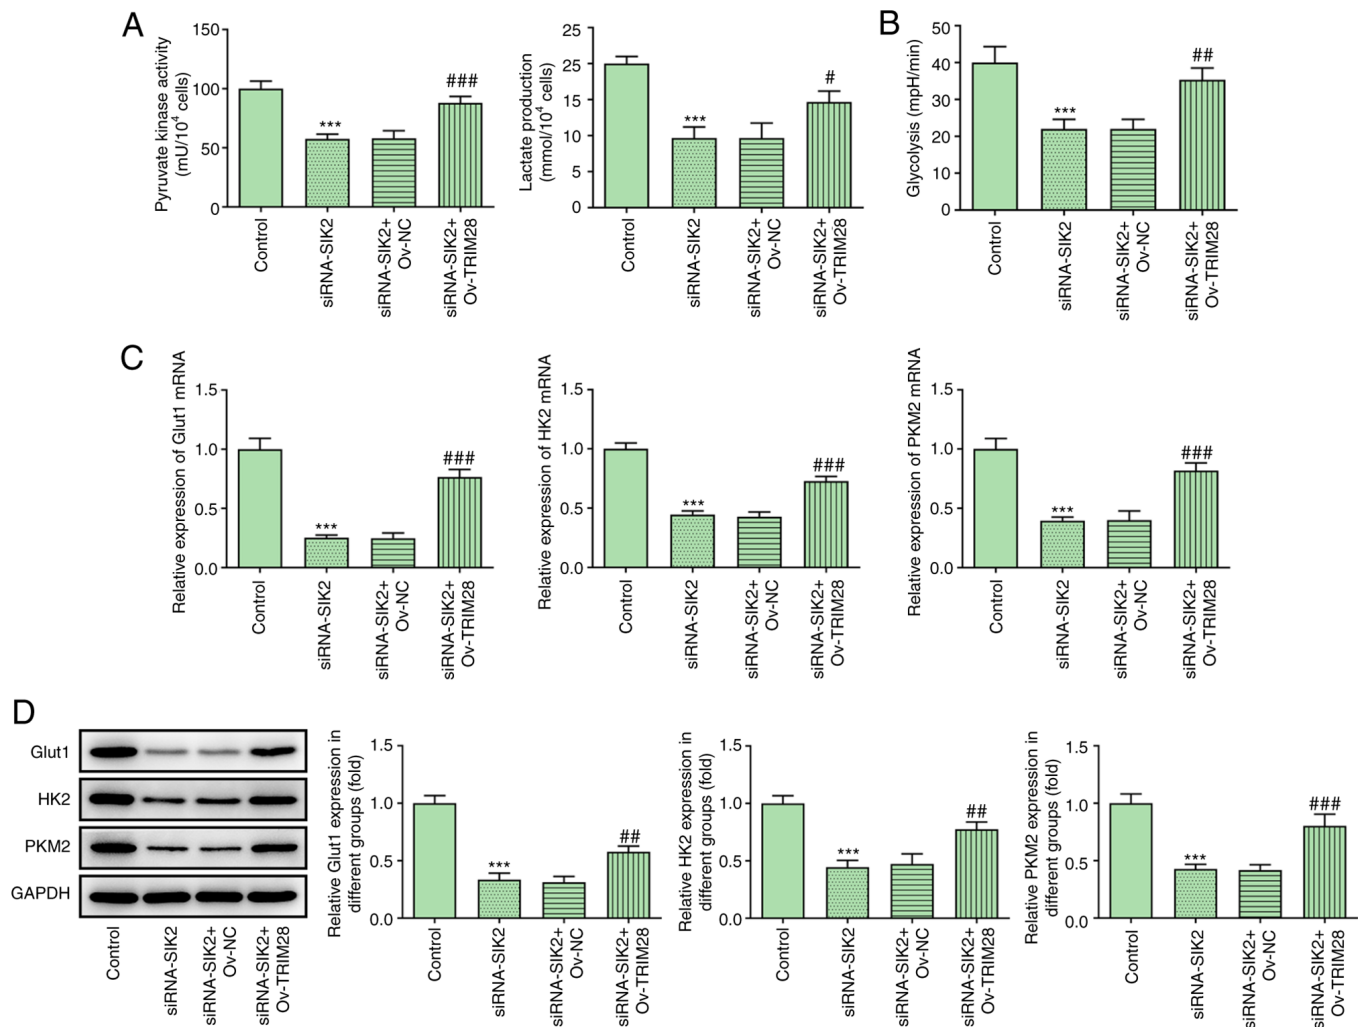 A
Pyruvate kinase activity
(mU/10⁴ cells)
150
100
50
0
***
###
Control
siRNA-SIK2
siRNA-SIK2+
Ov-NC
siRNA-SIK2+
Ov-TRIM28
Lactate production
(mmol/10⁴ cells)
25
25
15
10
5
0
***
#
Control
siRNA-SIK2
siRNA-SIK2+
Ov-NC
siRNA-SIK2+
Ov-TRIM28
B
Glycolysis (mpH/min)
50
40
30
20
10
0
***
##
Control
siRNA-SIK2
siRNA-SIK2+
Ov-NC
siRNA-SIK2+
Ov-TRIM28
C
Relative expression of Glut1 mRNA
1.5
1.0
0.5
0.0
***
###
Control
siRNA-SIK2
siRNA-SIK2+
Ov-NC
siRNA-SIK2+
Ov-TRIM28
Relative expression of HK2 mRNA
1.5
1.0
0.5
0.0
***
###
Control
siRNA-SIK2
siRNA-SIK2+
Ov-NC
siRNA-SIK2+
Ov-TRIM28
Relative expression of PKM2 mRNA
1.5
1.0
0.5
0.0
***
###
Control
siRNA-SIK2
siRNA-SIK2+
Ov-NC
siRNA-SIK2+
Ov-TRIM28
D
Glut1
HK2
PKM2
GAPDH
Control
siRNA-SIK2
siRNA-SIK2+
Ov-NC
siRNA-SIK2+
Ov-TRIM28
Relative Glut1 expression in
different groups (fold)
1.5
1.0
0.5
0.0
***
##
Control
siRNA-SIK2
siRNA-SIK2+
Ov-NC
siRNA-SIK2+
Ov-TRIM28
Relative HK2 expression in
different groups (fold)
1.5
1.0
0.5
0.0
***
##
Control
siRNA-SIK2
siRNA-SIK2+
Ov-NC
siRNA-SIK2+
Ov-TRIM28
Relative PKM2 expression in
different groups (fold)
1.5
1.0
0.5
0.0
***
###
Control
siRNA-SIK2
siRNA-SIK2+
Ov-NC
siRNA-SIK2+
Ov-TRIM28